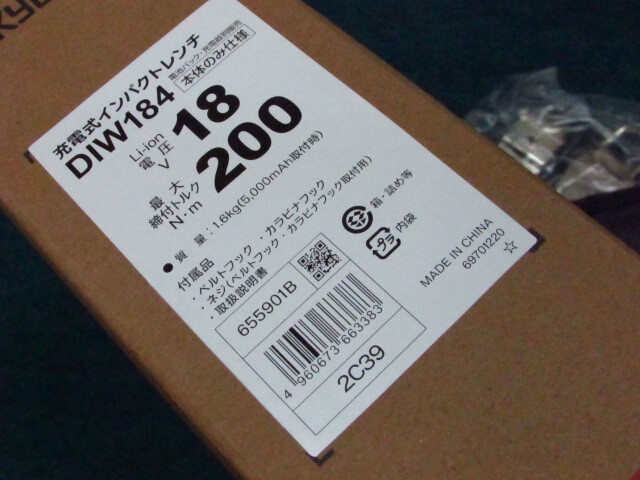 充電式インパクトレンチ
電池パック・充電器別販売
DIW184
本体のみ仕様
Li-ion
電圧
V
18
最大
締付トルク
N・m
200
● 質量：1.6kg(5,000mAh取付時)
付属品
・ベルトフック ・カラビナフック
・ネジ(ベルトフック・カラビナフック取付用)
・取扱説明書
655901B
4 960673 663383
2C39
紙
箱・詰め等
プラ
内袋
MADE IN CHINA
69701220
☆